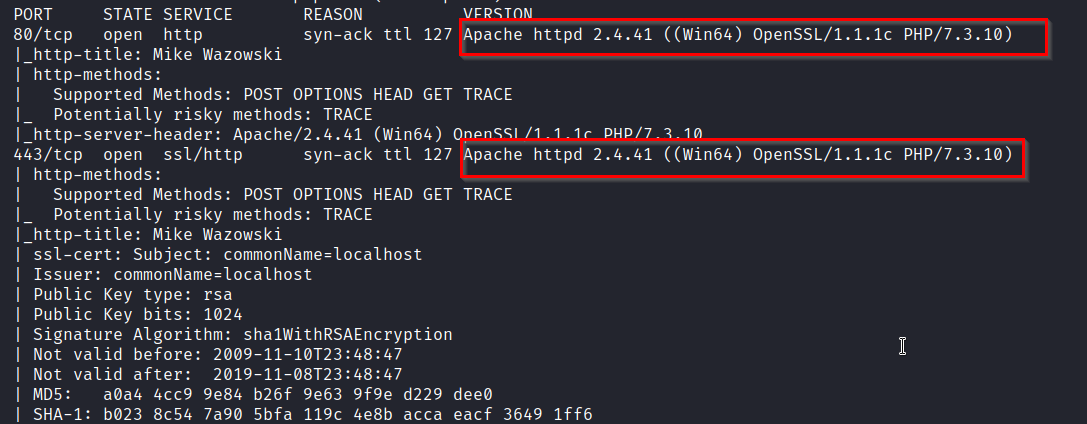 PORT    STATE SERVICE       REASON          VERSION
80/tcp  open  http          syn-ack ttl 127 Apache httpd 2.4.41 ((Win64) OpenSSL/1.1.1c PHP/7.3.10)
|_http-title: Mike Wazowski
| http-methods:
|   Supported Methods: POST OPTIONS HEAD GET TRACE
|_  Potentially risky methods: TRACE
|_http-server-header: Apache/2.4.41 (Win64) OpenSSL/1.1.1c PHP/7.3.10
443/tcp open  ssl/http      syn-ack ttl 127 Apache httpd 2.4.41 ((Win64) OpenSSL/1.1.1c PHP/7.3.10)
| http-methods:
|   Supported Methods: POST OPTIONS HEAD GET TRACE
|_  Potentially risky methods: TRACE
|_http-title: Mike Wazowski
| ssl-cert: Subject: commonName=localhost
| Issuer: commonName=localhost
| Public Key type: rsa
| Public Key bits: 1024
| Signature Algorithm: sha1WithRSAEncryption
| Not valid before: 2009-11-10T23:48:47
| Not valid after:  2019-11-08T23:48:47
| MD5:   a0a4 4cc9 9e84 b26f 9e63 9f9e d229 dee0
| SHA-1: b023 8c54 7a90 5bfa 119c 4e8b acca eacf 3649 1ff6